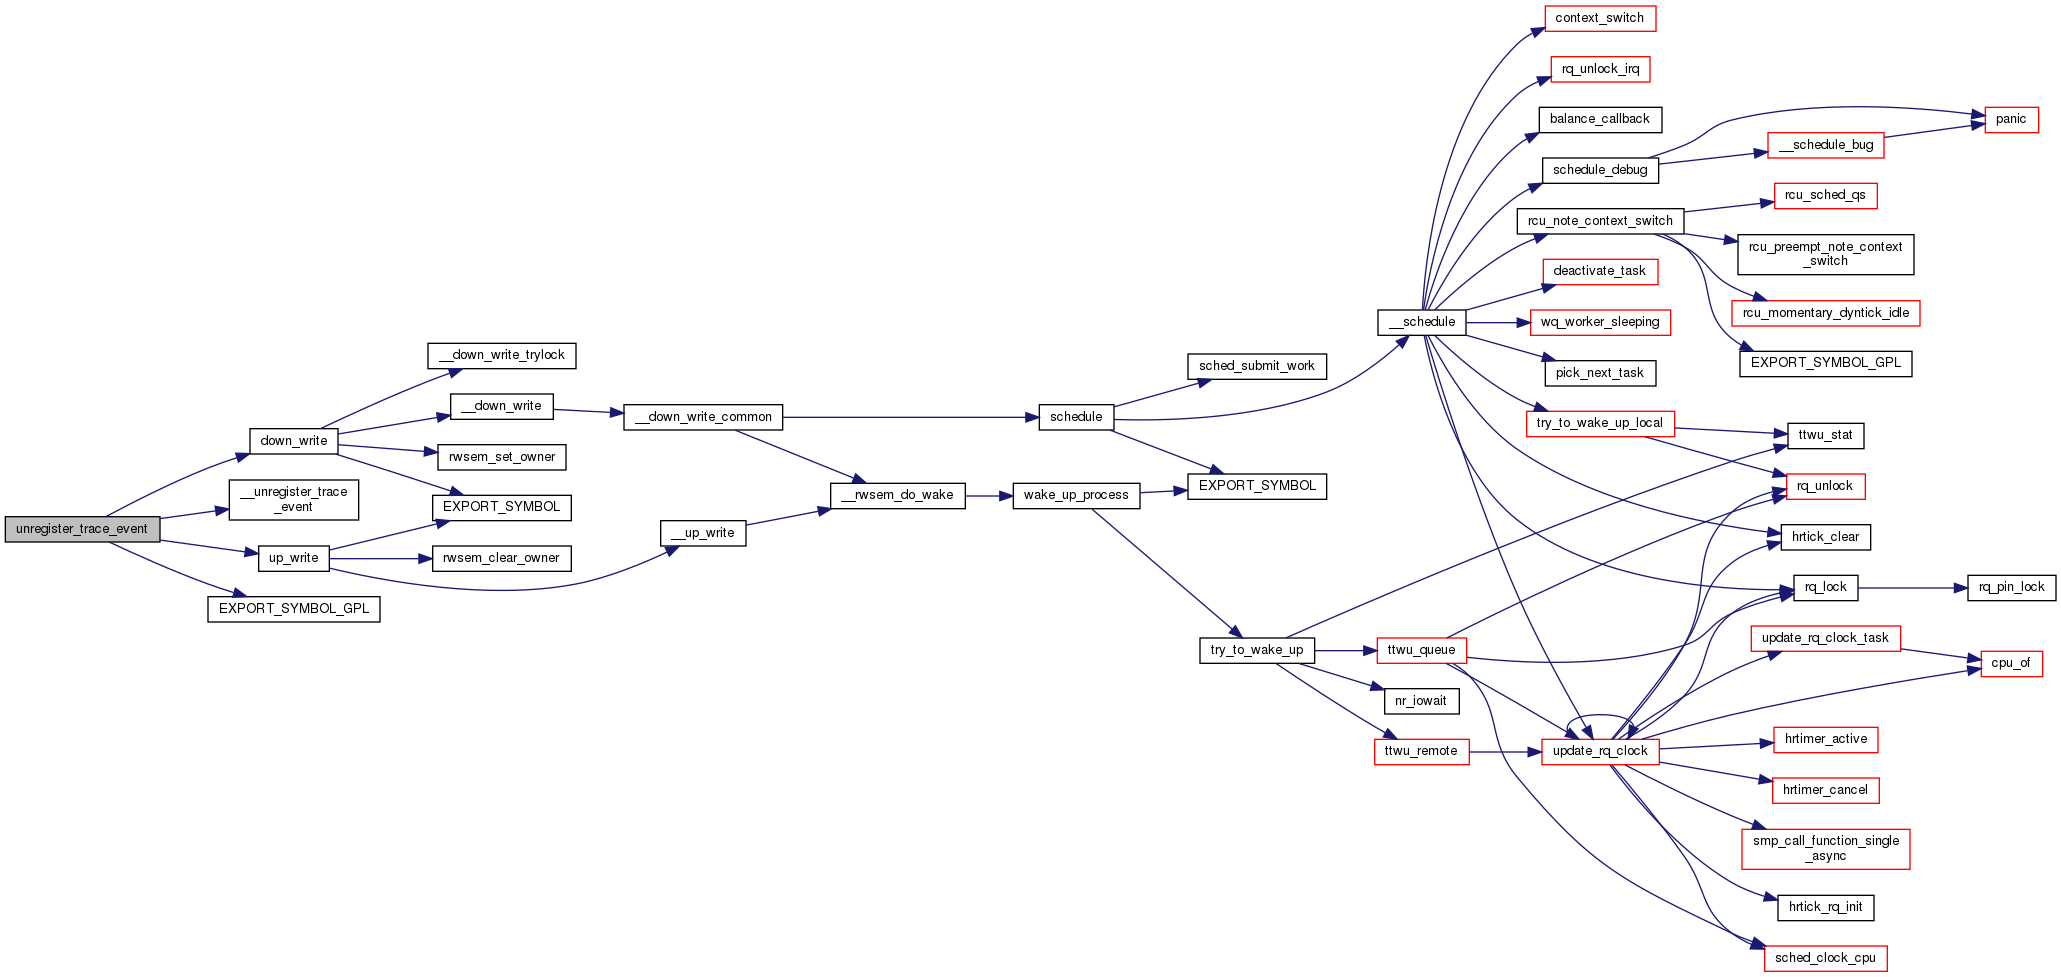 context_switch
rq_unlock_irq
balance_callback
panic
__schedule_bug
schedule_debug
rcu_sched_qs
rcu_note_context_switch
rcu_preempt_note_context
_switch
deactivate_task
rcu_momentary_dyntick_idle
__schedule
wq_worker_sleeping
__down_write_trylock
sched_submit_work
pick_next_task
EXPORT_SYMBOL_GPL
__down_write
__down_write_common
schedule
try_to_wake_up_local
ttwu_stat
down_write
rwsem_set_owner
__unregister_trace
_event
EXPORT_SYMBOL
__rwsem_do_wake
wake_up_process
EXPORT_SYMBOL
rq_unlock
unregister_trace_event
__up_write
hrtick_clear
up_write
rwsem_clear_owner
rq_lock
rq_pin_lock
EXPORT_SYMBOL_GPL
try_to_wake_up
ttwu_queue
update_rq_clock_task
cpu_of
nr_iowait
ttwu_remote
update_rq_clock
hrtimer_active
hrtimer_cancel
smp_call_function_single
_async
hrtick_rq_init
sched_clock_cpu